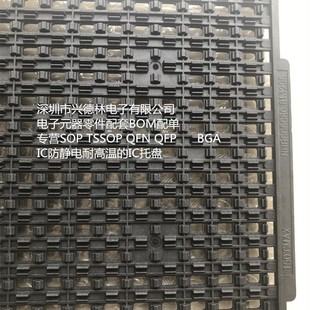 深圳市兴德林电子有限公司
电子元器零件配套BOM配单
专营SOP TSSOP QFN QFP BGA
IC防静电耐高温的IC托盘